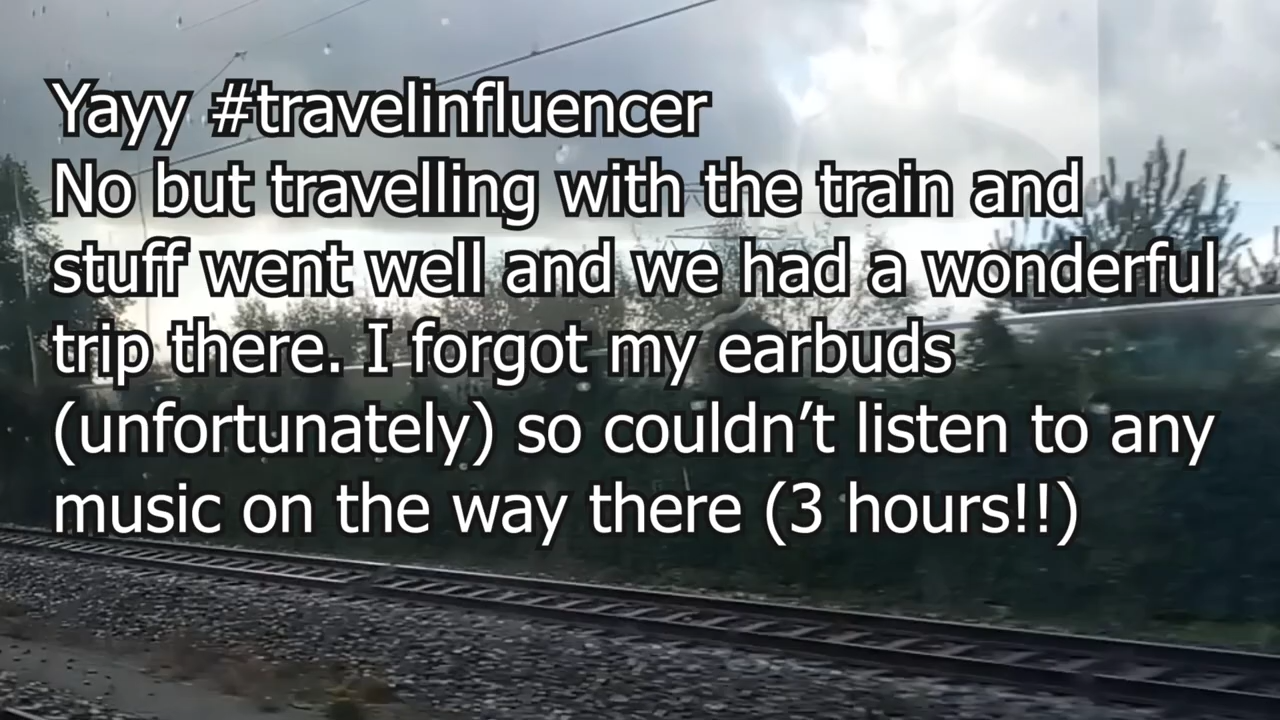 Yayy #travelinfluencer
No but travelling with the train and
stuff went well and we had a wonderful
trip there. I forgot my earbuds
(unfortunately) so couldn’t listen to any
music on the way there (3 hours!!)